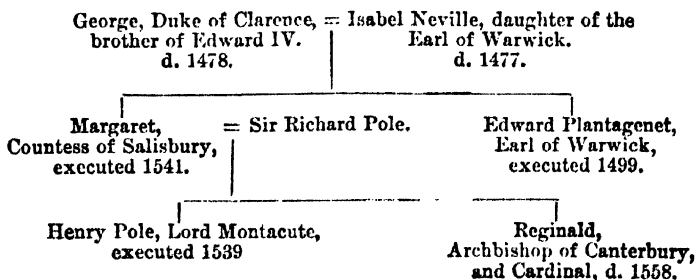 George, Duke of Clarence, = Isabel Neville, daughter of the
brother of Edward IV. Earl of Warwick.
d. 1478. d. 1477.
Margaret, = Sir Richard Pole. Edward Plantagenet,
Countess of Salisbury, Earl of Warwick,
executed 1541. executed 1499.
Henry Pole, Lord Montacute, Reginald,
executed 1539 Archbishop of Canterbury,
and Cardinal, d. 1558.